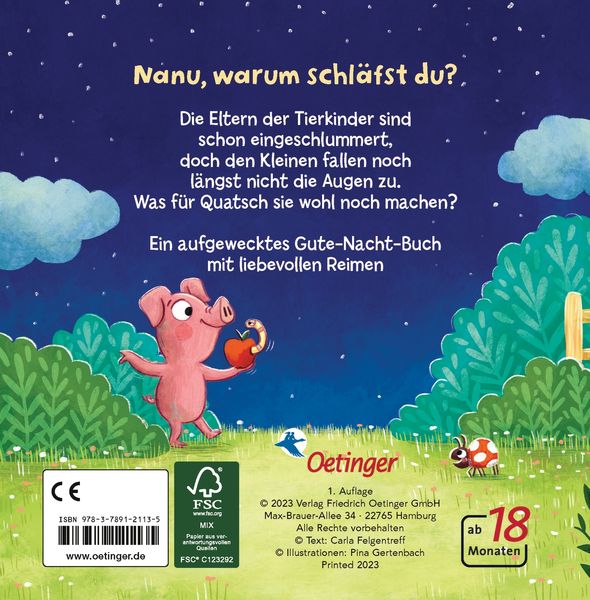 Nanu, warum schläfst du?
Die Eltern der Tierkinder sind
schon eingeschlummert,
doch den Kleinen fallen noch
längst nicht die Augen zu.
Was für Quatsch sie wohl noch machen?
Ein aufgewecktes Gute-Nacht-Buch
mit liebevollen Reimen
Oetinger
1. Auflage
© 2023 Verlag Friedrich Oetinger GmbH
Max-Brauer-Allee 34 · 22765 Hamburg
Alle Rechte vorbehalten
© Text: Carla Felgentreff
© Illustrationen: Pina Gertenbach
Printed 2023
CE
ISBN 978-3-7891-2113-5
www.oetinger.de
FSC
www.fsc.org
MIX
Papier aus ver-
antwortungsvollen
Quellen
FSC® C123292
ab 18
Monaten